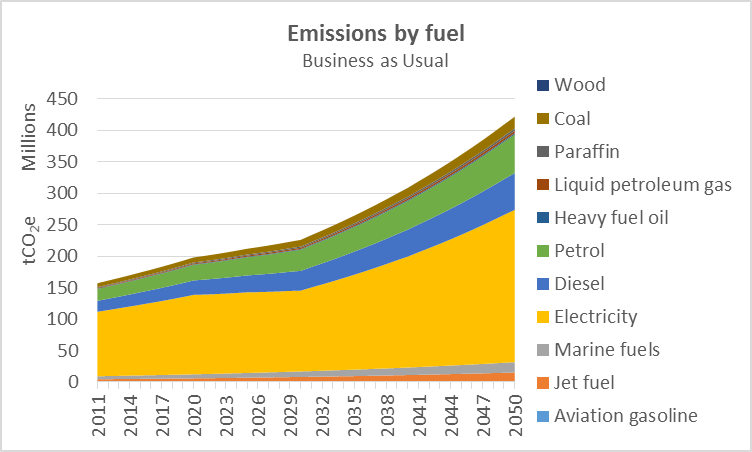 Emissions by fuel
Business as Usual
Millions
tCO₂e
450
400
350
300
250
200
150
100
50
0
2011
2014
2017
2020
2023
2026
2029
2032
2035
2038
2041
2044
2047
2050
Wood
Coal
Paraffin
Liquid petroleum gas
Heavy fuel oil
Petrol
Diesel
Electricity
Marine fuels
Jet fuel
Aviation gasoline